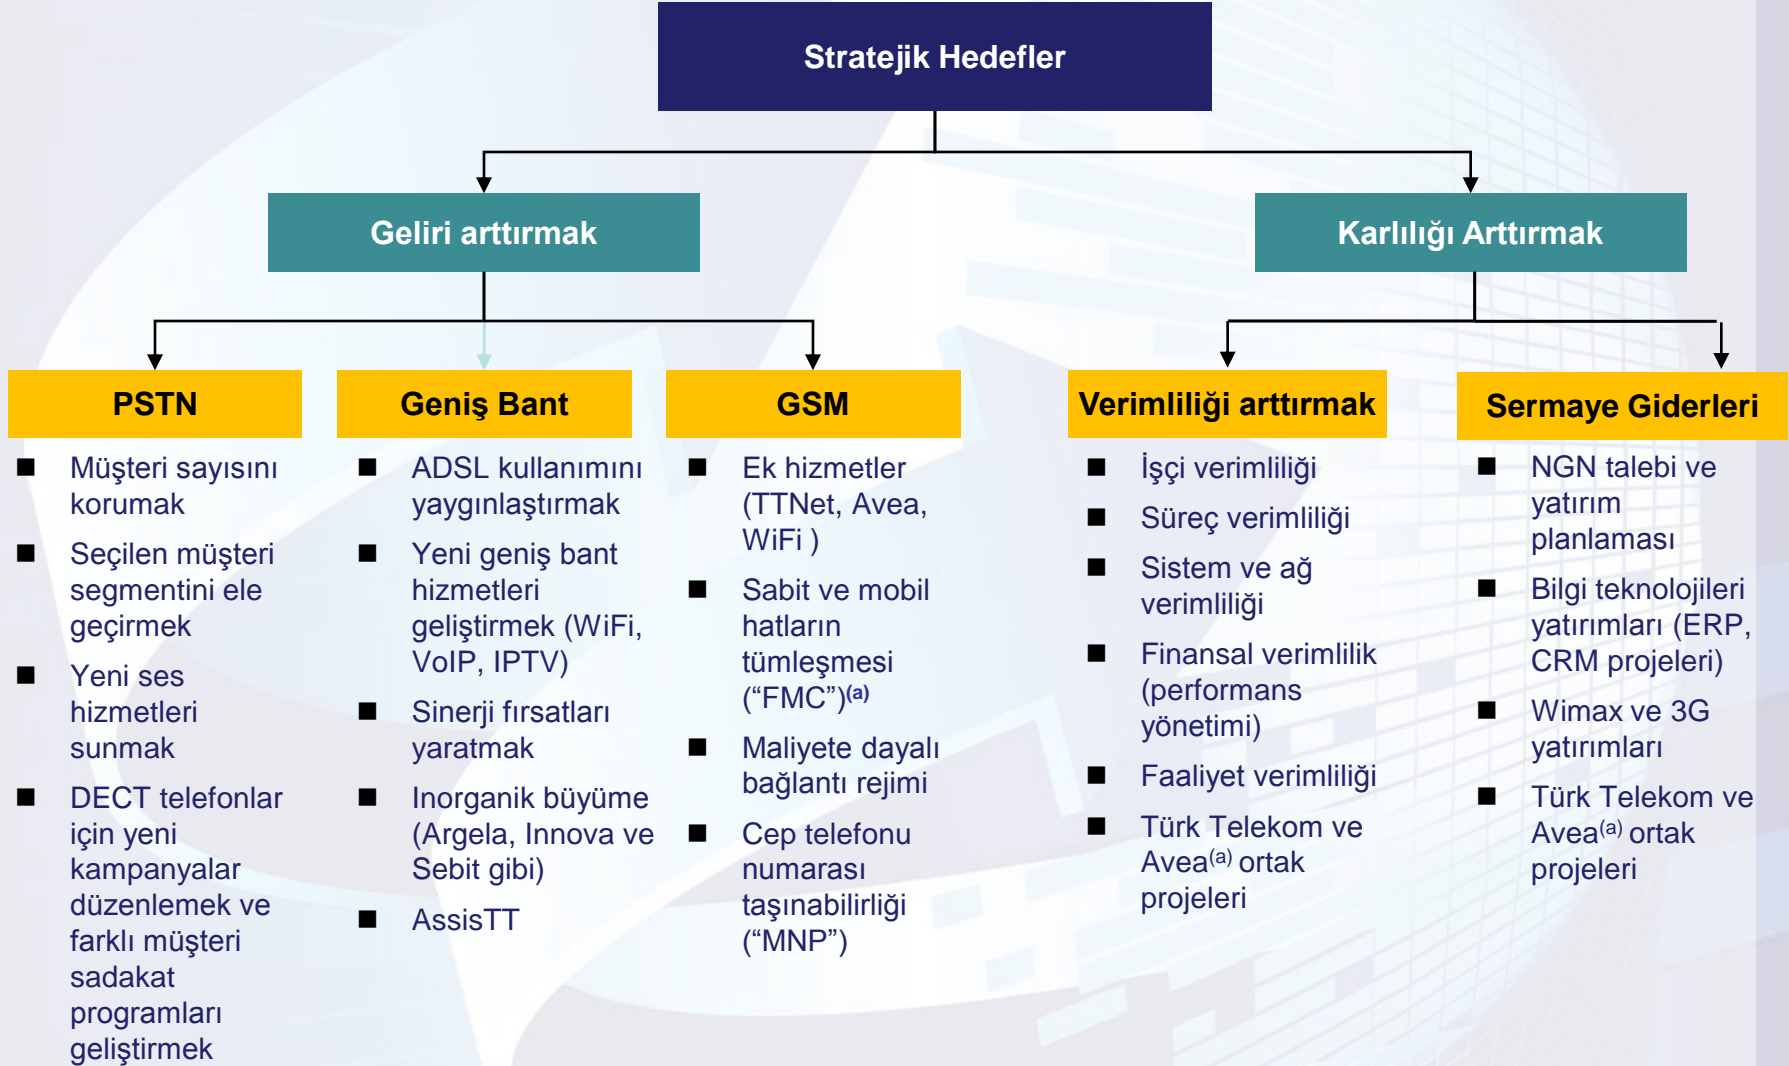 Stratejik Hedefler
Geliri arttırmak
Karlılığı Arttırmak
PSTN
Müşteri sayısını
korumak
Seçilen müşteri
segmentini ele
geçirmek
Yeni ses
hizmetleri
sunmak
DECT telefonlar
için yeni
kampanyalar
düzenlemek ve
farklı müşteri
sadakat
programları
geliştirmek
Geniş Bant
ADSL kullanımını
yaygınlaştırmak
Yeni geniş bant
hizmetleri
geliştirmek (WiFi,
VoIP, IPTV)
Sinerji fırsatları
yaratmak
Inorganik büyüme
(Argela, Innova ve
Sebit gibi)
AssisTT
GSM
Ek hizmetler
(TTNet, Avea,
WiFi )
Sabit ve mobil
hatların
tümleşmesi
(“FMC”)(a)
Maliyete dayalı
bağlantı rejimi
Cep telefonu
numarası
taşınabilirliği
(“MNP”)
Verimliliği arttırmak
İşçi verimliliği
Süreç verimliliği
Sistem ve ağ
verimliliği
Finansal verimlilik
(performans
yönetimi)
Faaliyet verimliliği
Türk Telekom ve
Avea(a) ortak
projeleri
Sermaye Giderleri
NGN talebi ve
yatırım
planlaması
Bilgi teknolojileri
yatırımları (ERP,
CRM projeleri)
Wimax ve 3G
yatırımları
Türk Telekom ve
Avea(a) ortak
projeleri